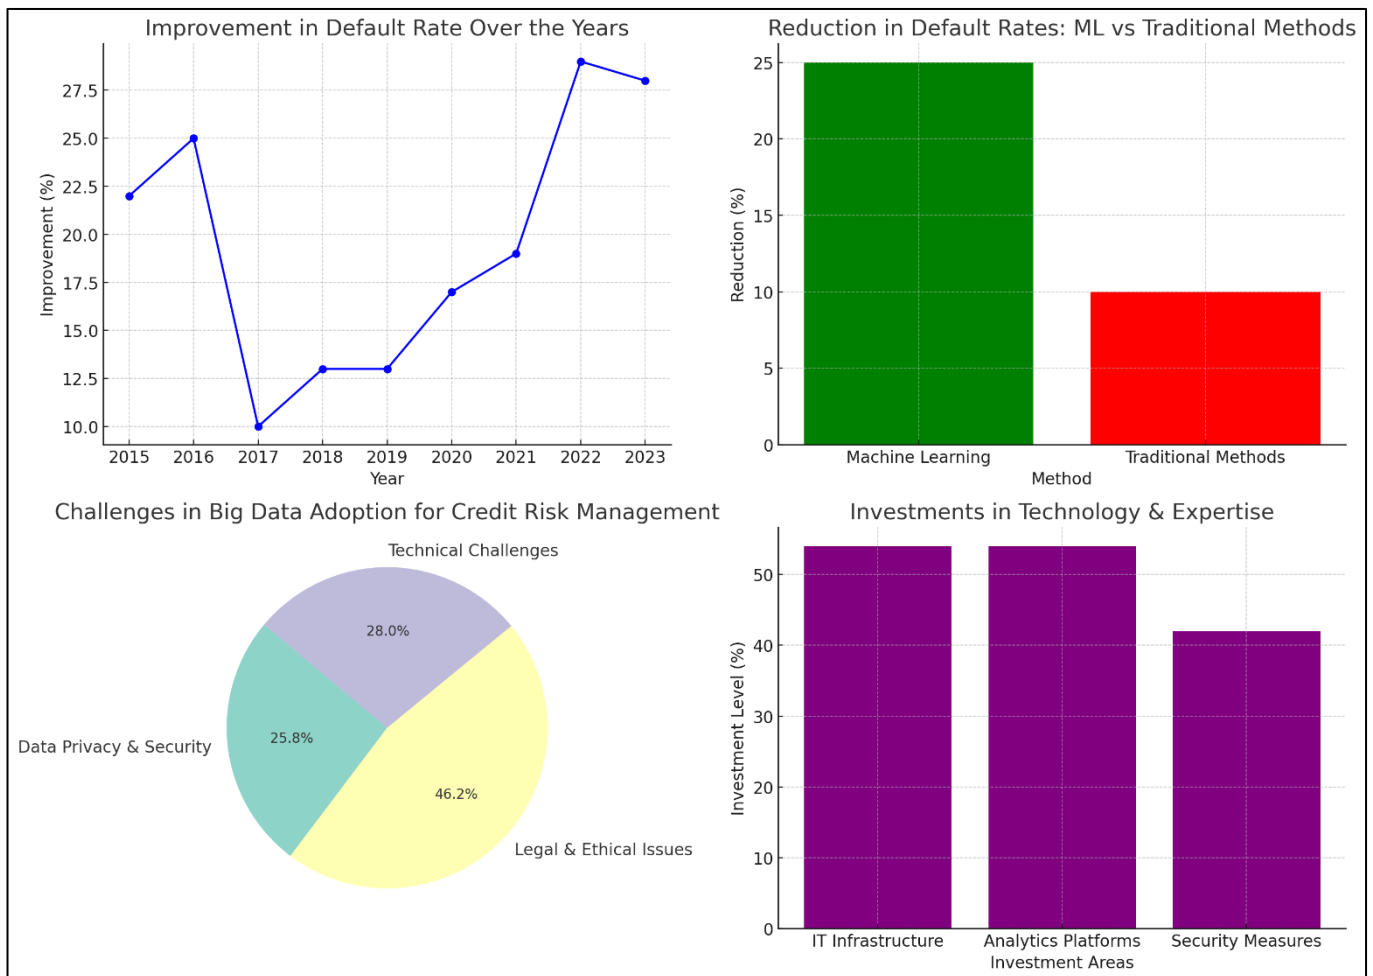 Improvement in Default Rate Over the Years
27.5
25.0
22.5
20.0
17.5
15.0
12.5
10.0
Improvement (%)
2015 2016 2017 2018 2019 2020 2021 2022 2023
Year
Reduction in Default Rates: ML vs Traditional Methods
25
20
15
10
5
0
Reduction (%)
Machine Learning Traditional Methods
Method
Challenges in Big Data Adoption for Credit Risk Management
Technical Challenges
28.0%
Data Privacy & Security
25.8%
46.2%
Legal & Ethical Issues
Investments in Technology & Expertise
50
40
30
20
10
0
Investment Level (%)
IT Infrastructure Analytics Platforms Security Measures
Investment Areas